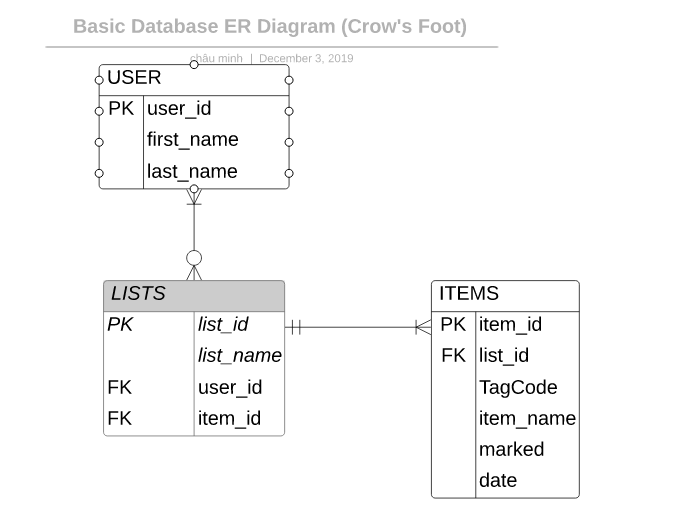 Basic Database ER Diagram (Crow's Foot)
châu minh | December 3, 2019
USER
PK user_id
first_name
last_name
LISTS
PK list_id
list_name
FK user_id
FK item_id
ITEMS
PK item_id
FK list_id
TagCode
item_name
marked
date